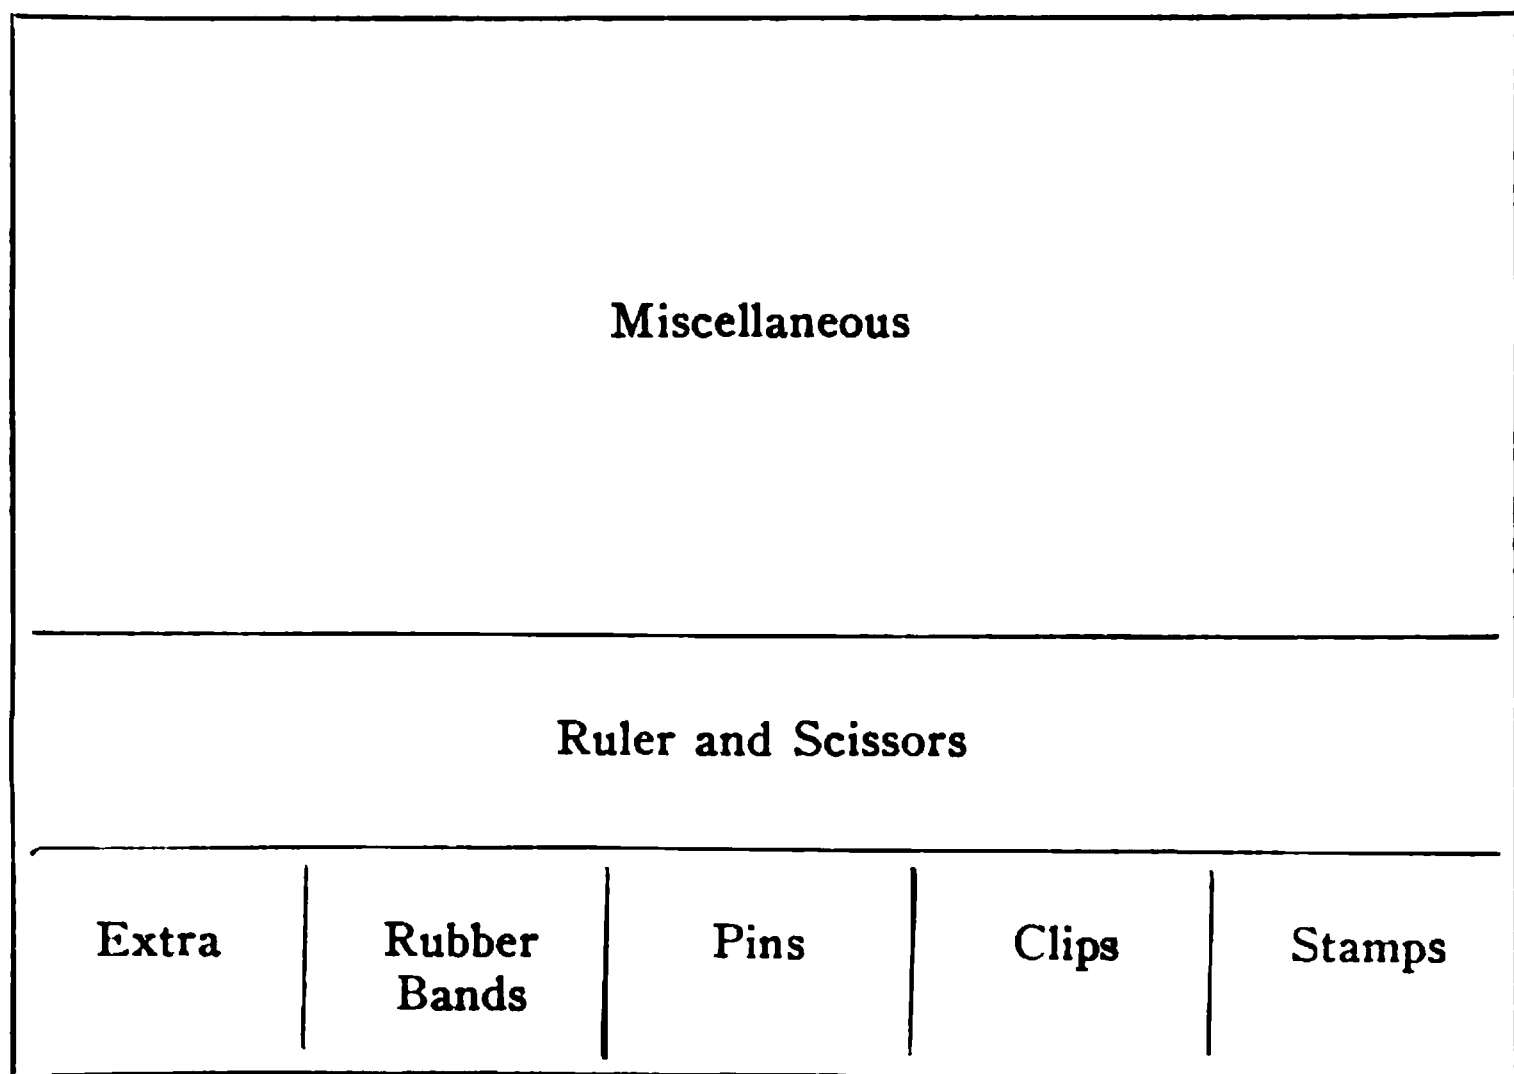 Miscellaneous
Ruler and Scissors
Extra
Rubber
Bands
Pins
Clips
Stamps